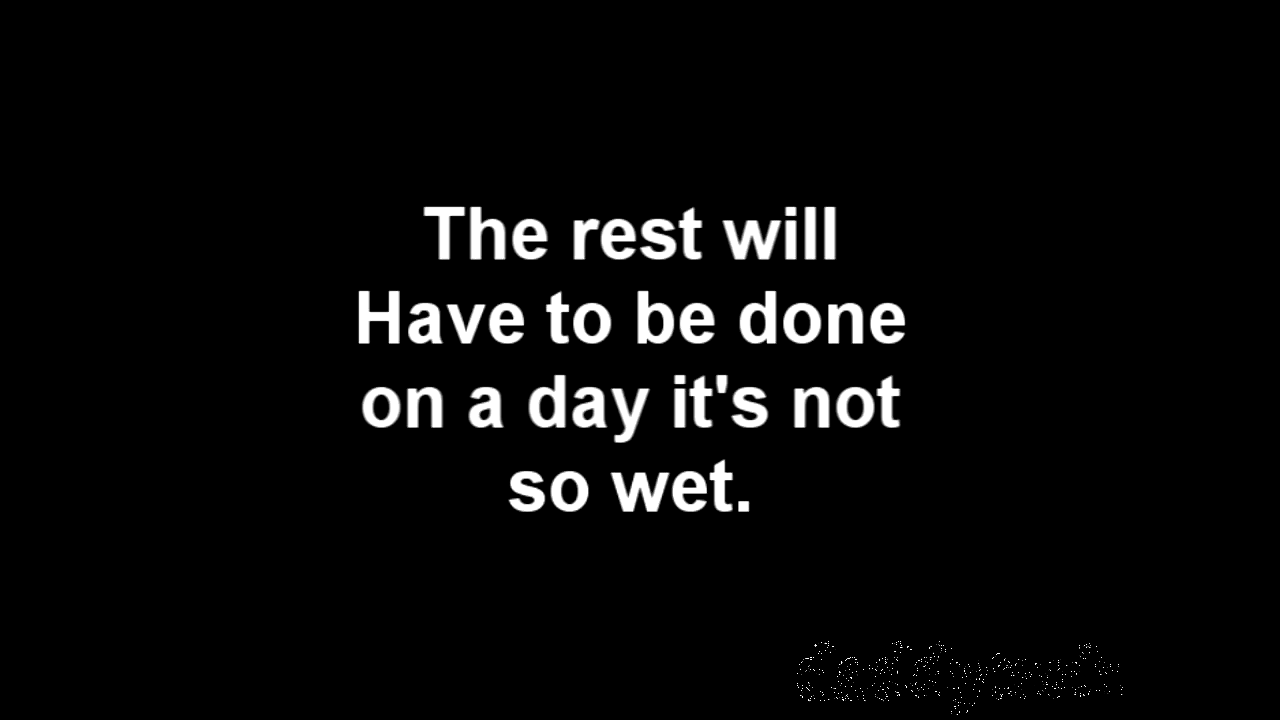 The rest will
Have to be done
on a day it's not
so wet.